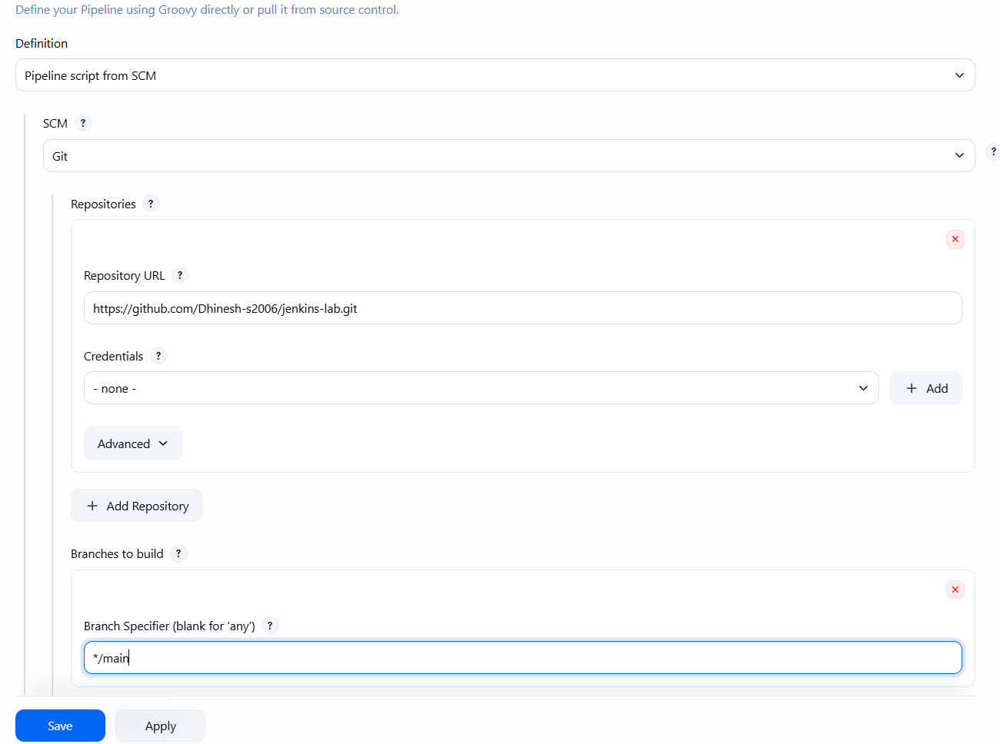 Define your Pipeline using Groovy directly or pull it from source control.
Definition
Pipeline script from SCM
SCM ?
Git
?
Repositories ?
Repository URL ?
https://github.com/Dhinesh-s2006/jenkins-lab.git
Credentials ?
- none -
+ Add
Advanced
+ Add Repository
Branches to build ?
Branch Specifier (blank for 'any') ?
*/main
Save Apply